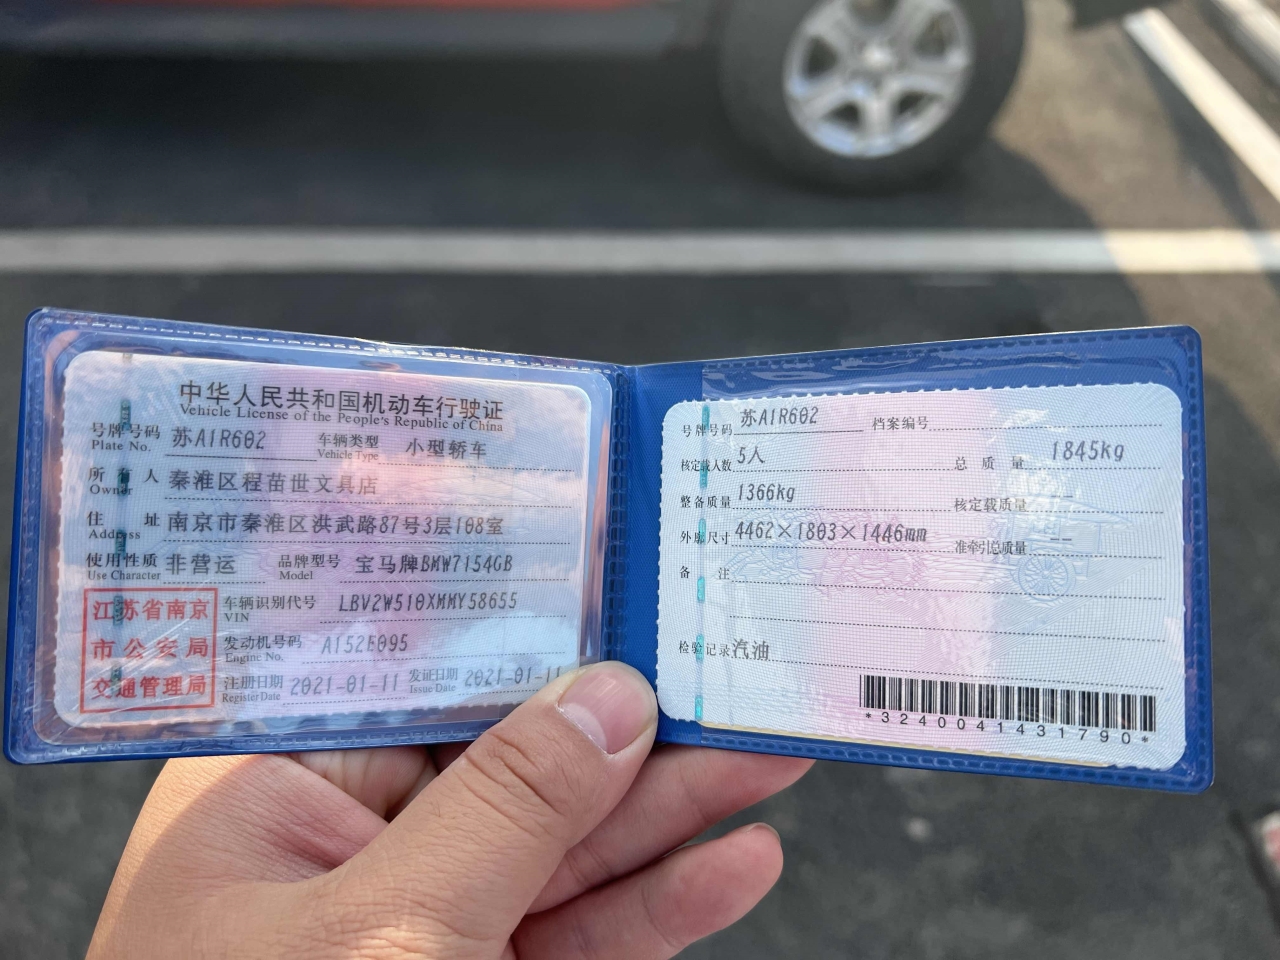 中华人民共和国机动车行驶证
Vehicle License of the People's Republic of China
号牌号码 苏A1R602 车辆类型 小型轿车
Plate No. Vehicle Type
所有人 秦淮区程苗世文具店
Owner
住址 南京市秦淮区洪武路87号3层108室
Address
使用性质 非营运 品牌型号 宝马牌BMW7154GB
Use Character Model
江苏省南京
市公安局
交通管理局
车辆识别代号 LBV2W510XMMY58655
VIN
发动机号码 A152E095
Engine No.
注册日期 2021-01-11 发证日期 2021-01-11
Register Date Issue Date
号牌号码 苏A1R602 档案编号
核定载人数 5人 总质量 1845kg
整备质量 1366kg 核定载质量 --
外廓尺寸 4462×1803×1446mm 准牵引总质量 --
备注
检验记录 汽油
*3240041431790*